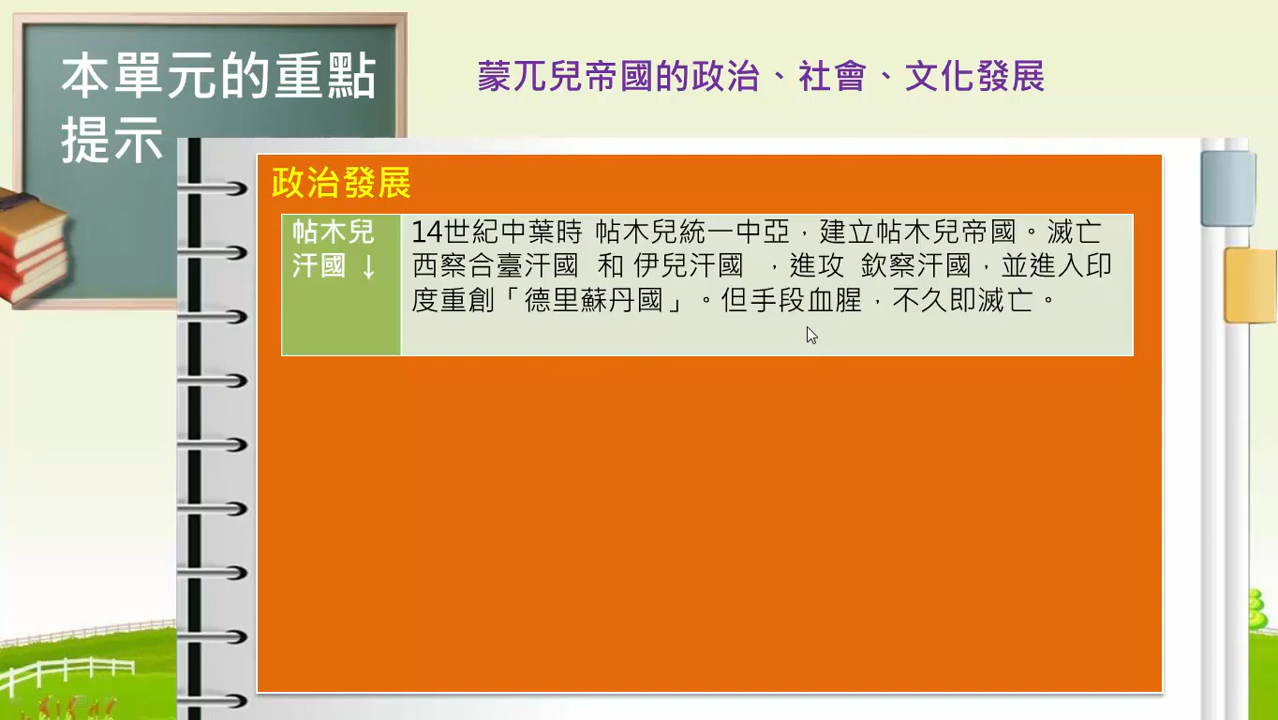 本單元的重點
提示
蒙兀兒帝國的政治、社會、文化發展
政治發展
帖木兒
汗國 ↓
14世紀中葉時 帖木兒統一中亞，建立帖木兒帝國。滅亡
西察合臺汗國 和 伊兒汗國 ，進攻 欽察汗國，並進入印
度重創「德里蘇丹國」。但手段血腥，不久即滅亡。